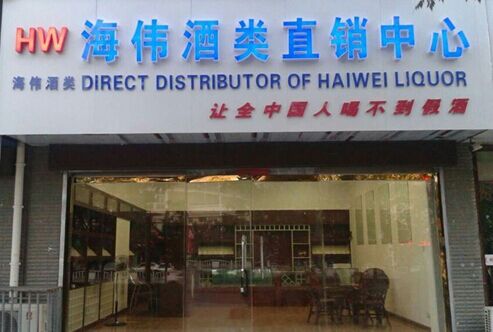 HW 海伟酒类直销中心
海伟酒类 DIRECT DISTRIBUTOR OF HAIWEI LIQUOR
让全中国人喝不到假酒